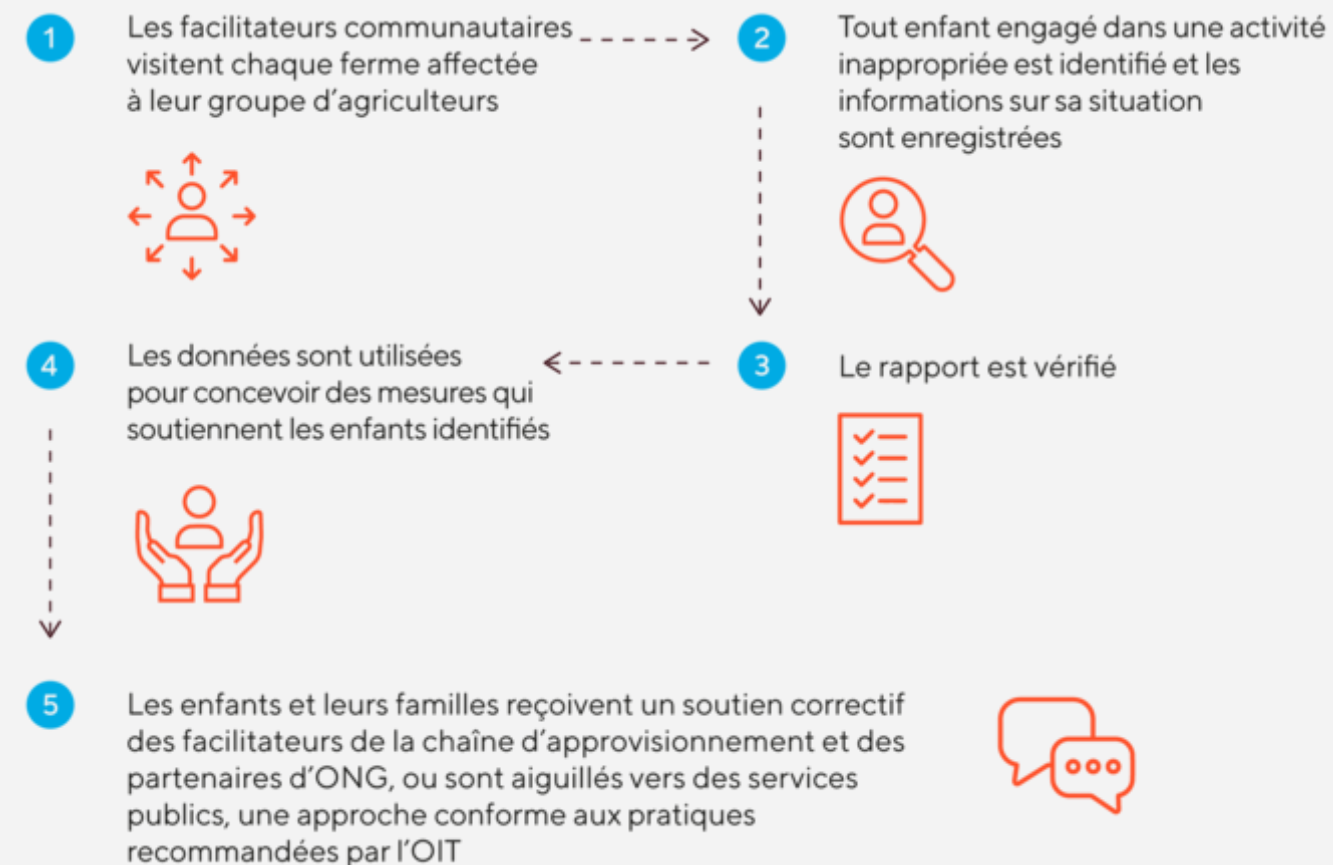 1
Les facilitateurs communautaires
visitent chaque ferme affectée
à leur groupe d'agriculteurs
2
Tout enfant engagé dans une activité
inappropriée est identifié et les
informations sur sa situation
sont enregistrées
3
Le rapport est vérifié
4
Les données sont utilisées
pour concevoir des mesures qui
soutiennent les enfants identifiés
5
Les enfants et leurs familles reçoivent un soutien correctif
des facilitateurs de la chaîne d'approvisionnement et des
partenaires d'ONG, ou sont aiguillés vers des services
publics, une approche conforme aux pratiques
recommandées par l'OIT